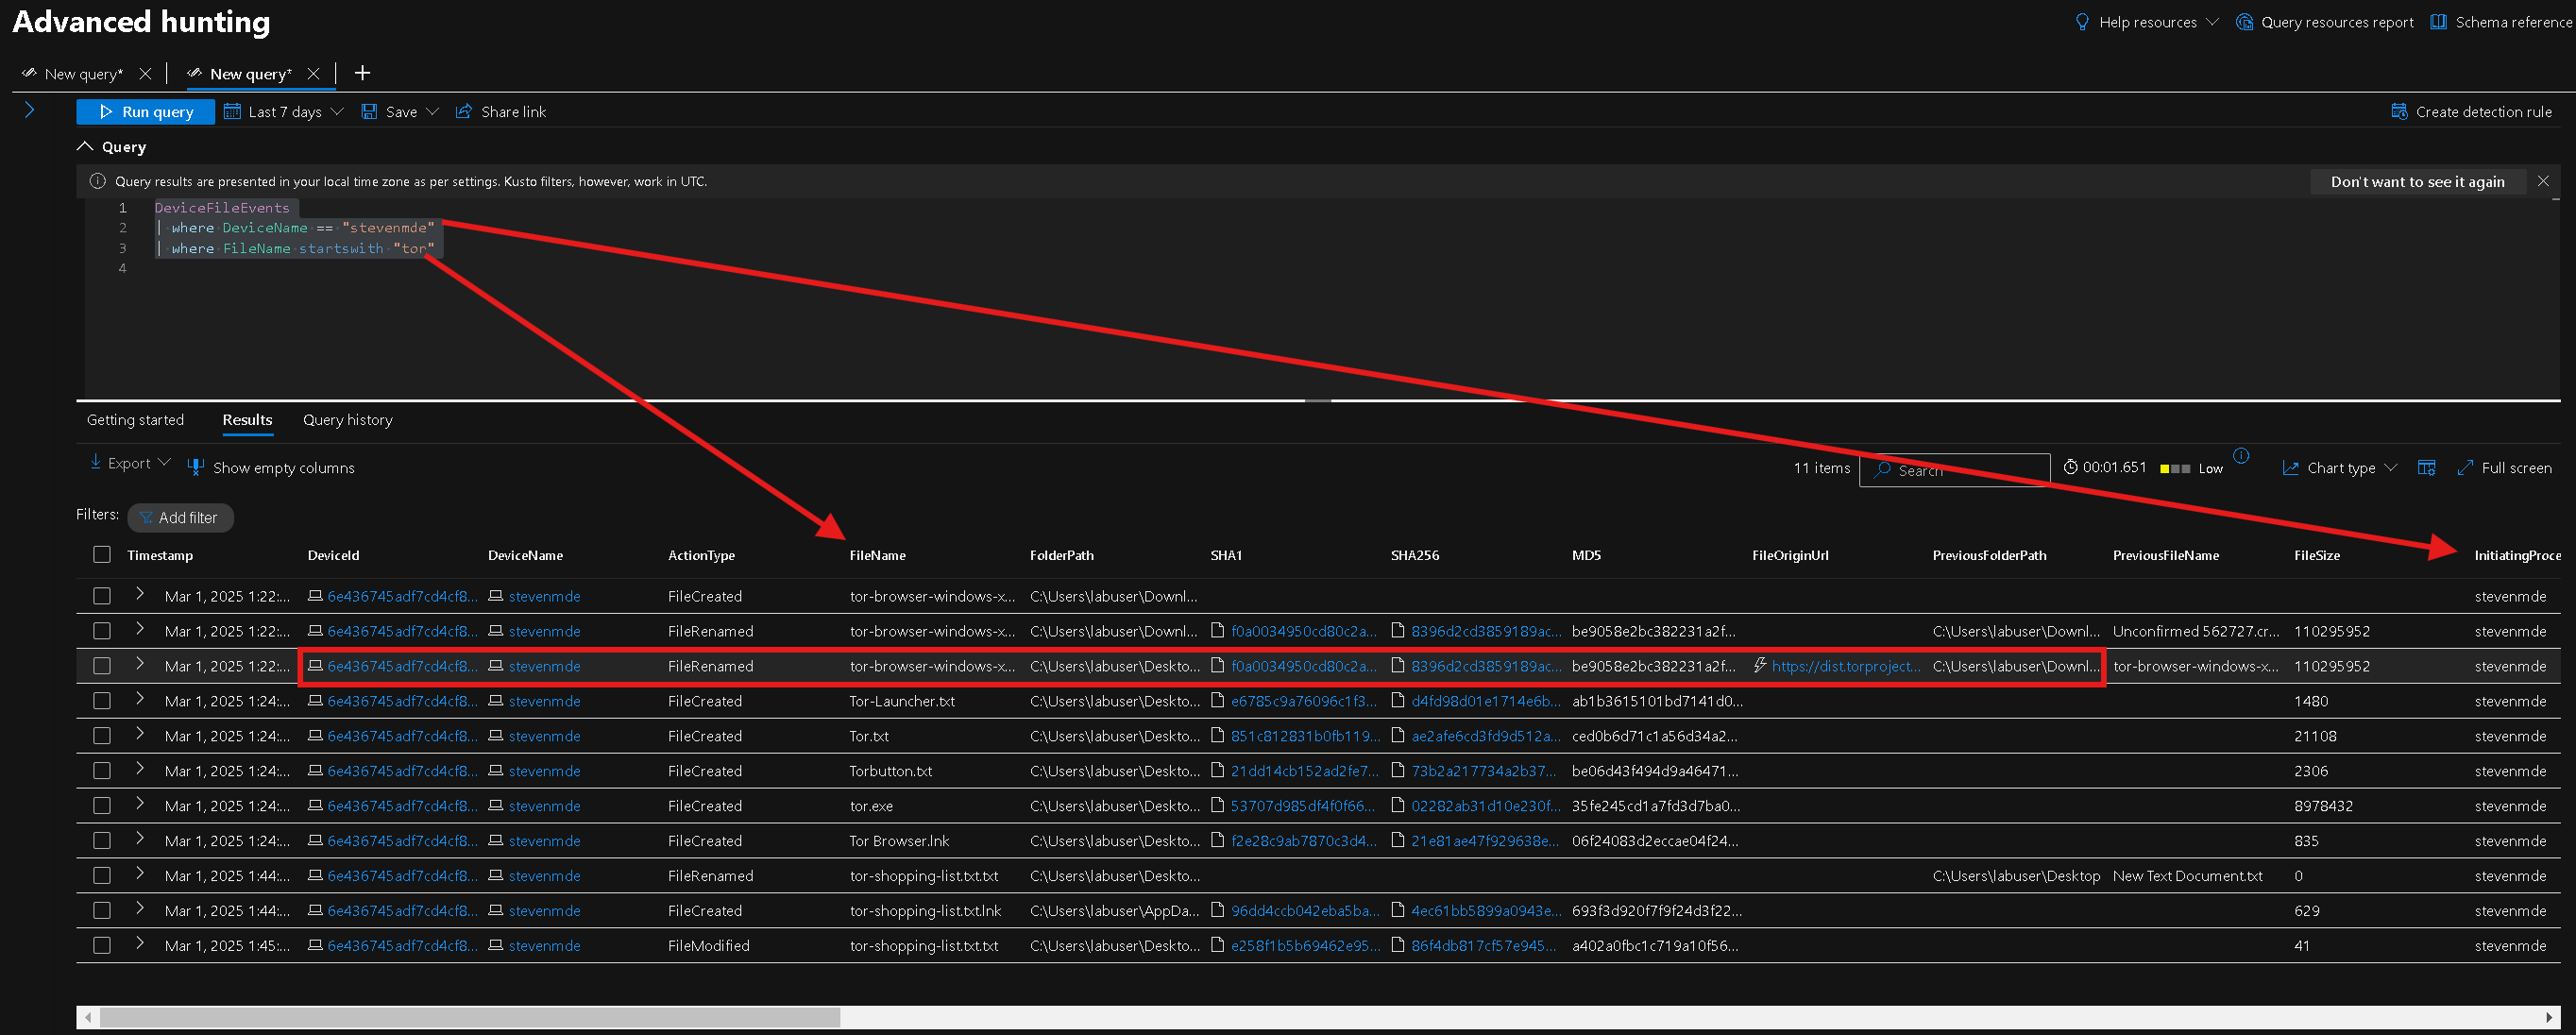 Advanced hunting
Help resources Query resources report Schema reference
New query* New query*
Run query Last 7 days Save Share link Create detection rule
Query
Query results are presented in your local time zone as per settings. Kusto filters, however, work in UTC. Don't want to see it again
1 DeviceFileEvents
2 | where DeviceName == "stevenmde"
3 | where FileName startswith "tor"
4
Getting started Results Query history
Export Show empty columns 11 items Search 00:01.651 Low Chart type Full screen
Filters: Add filter
Timestamp DeviceId DeviceName ActionType FileName FolderPath SHA1 SHA256 MD5 FileOriginUrl PreviousFolderPath PreviousFileName FileSize InitiatingProce
Mar 1, 2025 1:22:... 6e436745adf7cd4cf8... stevenmde FileCreated tor-browser-windows-x... C:\Users\labuser\Downl... stevenmde
Mar 1, 2025 1:22:... 6e436745adf7cd4cf8... stevenmde FileRenamed tor-browser-windows-x... C:\Users\labuser\Downl... f0a0034950cd80c2a... 8396d2cd3859189ac... be9058e2bc382231a2f... C:\Users\labuser\Downl... Unconfirmed 562727.cr... 110295952 stevenmde
Mar 1, 2025 1:22:... 6e436745adf7cd4cf8... stevenmde FileRenamed tor-browser-windows-x... C:\Users\labuser\Deskto... f0a0034950cd80c2a... 8396d2cd3859189ac... be9058e2bc382231a2f... https://dist.torproject... C:\Users\labuser\Downl... tor-browser-windows-x... 110295952 stevenmde
Mar 1, 2025 1:24:... 6e436745adf7cd4cf8... stevenmde FileCreated Tor-Launcher.txt C:\Users\labuser\Deskto... e6785c9a76096c1f3... d4fd98d01e1714e6b... ab1b3615101bd7141d0... 1480 stevenmde
Mar 1, 2025 1:24:... 6e436745adf7cd4cf8... stevenmde FileCreated Tor.txt C:\Users\labuser\Deskto... 851c812831b0fb119... ae2afe6cd3fd9d512a... ced0b6d71c1a56d34a2... 21108 stevenmde
Mar 1, 2025 1:24:... 6e436745adf7cd4cf8... stevenmde FileCreated Torbutton.txt C:\Users\labuser\Deskto... 21dd14cb152ad2fe7... 73b2a217734a2b37... be06d43f494d9a46471... 2306 stevenmde
Mar 1, 2025 1:24:... 6e436745adf7cd4cf8... stevenmde FileCreated tor.exe C:\Users\labuser\Deskto... 53707d985df4f0f66... 02282ab31d10e230f... 35fe245cd1a7fd3d7ba0... 8978432 stevenmde
Mar 1, 2025 1:24:... 6e436745adf7cd4cf8... stevenmde FileCreated Tor Browser.lnk C:\Users\labuser\Deskto... f2e28c9ab7870c3d4... 21e81ae47f929638e... 06f24083d2eccae04f24... 835 stevenmde
Mar 1, 2025 1:44:... 6e436745adf7cd4cf8... stevenmde FileRenamed tor-shopping-list.txt.txt C:\Users\labuser\Deskto... C:\Users\labuser\Desktop New Text Document.txt 0 stevenmde
Mar 1, 2025 1:44:... 6e436745adf7cd4cf8... stevenmde FileCreated tor-shopping-list.txt.lnk C:\Users\labuser\AppDa... 96dd4ccb042eba5ba... 4ec61bb5899a0943e... 693f3d920f7f9f24d3f22... 629 stevenmde
Mar 1, 2025 1:45:... 6e436745adf7cd4cf8... stevenmde FileModified tor-shopping-list.txt.txt C:\Users\labuser\Deskto... e258f1b5b69462e95... 86f4db817cf57e945... a402a0fbc1c719a10f56... 41 stevenmde